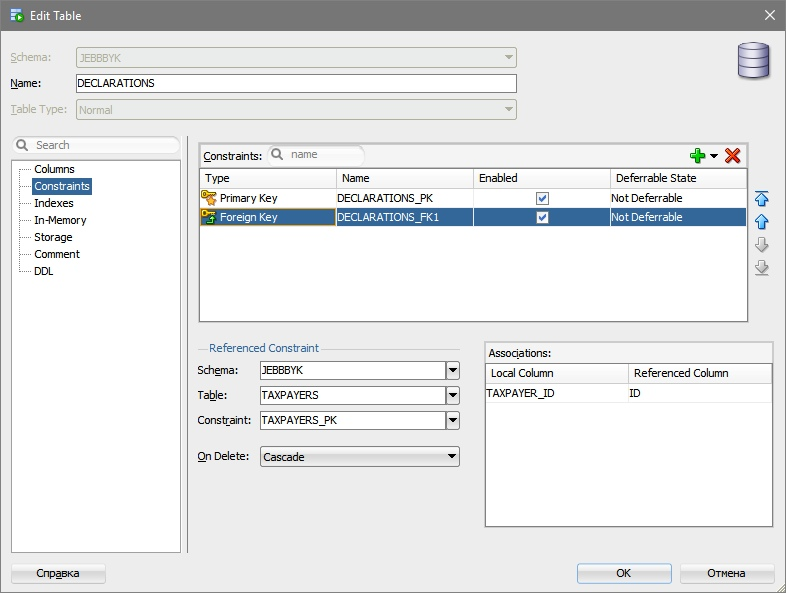 Edit Table
Schema: JEBBBYK
Name: DECLARATIONS
Table Type: Normal
Search
Columns
Constraints
Indexes
In-Memory
Storage
Comment
DDL
Constraints: name
Type Name Enabled Deferrable State
Primary Key DECLARATIONS_PK Not Deferrable
Foreign Key DECLARATIONS_FK1 Not Deferrable
Referenced Constraint
Schema: JEBBBYK
Table: TAXPAYERS
Constraint: TAXPAYERS_PK
On Delete: Cascade
Associations:
Local Column Referenced Column
TAXPAYER_ID ID
Справка OK Отмена